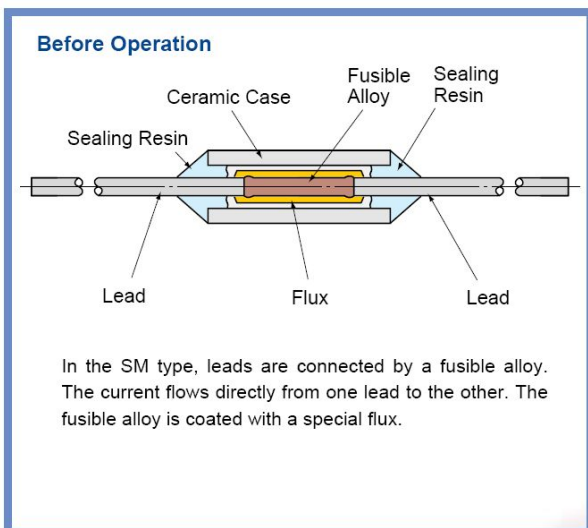 Before Operation
Fusible Alloy
Sealing Resin
Ceramic Case
Sealing Resin
Lead
Flux
Lead
In the SM type, leads are connected by a fusible alloy.
The current flows directly from one lead to the other. The
fusible alloy is coated with a special flux.